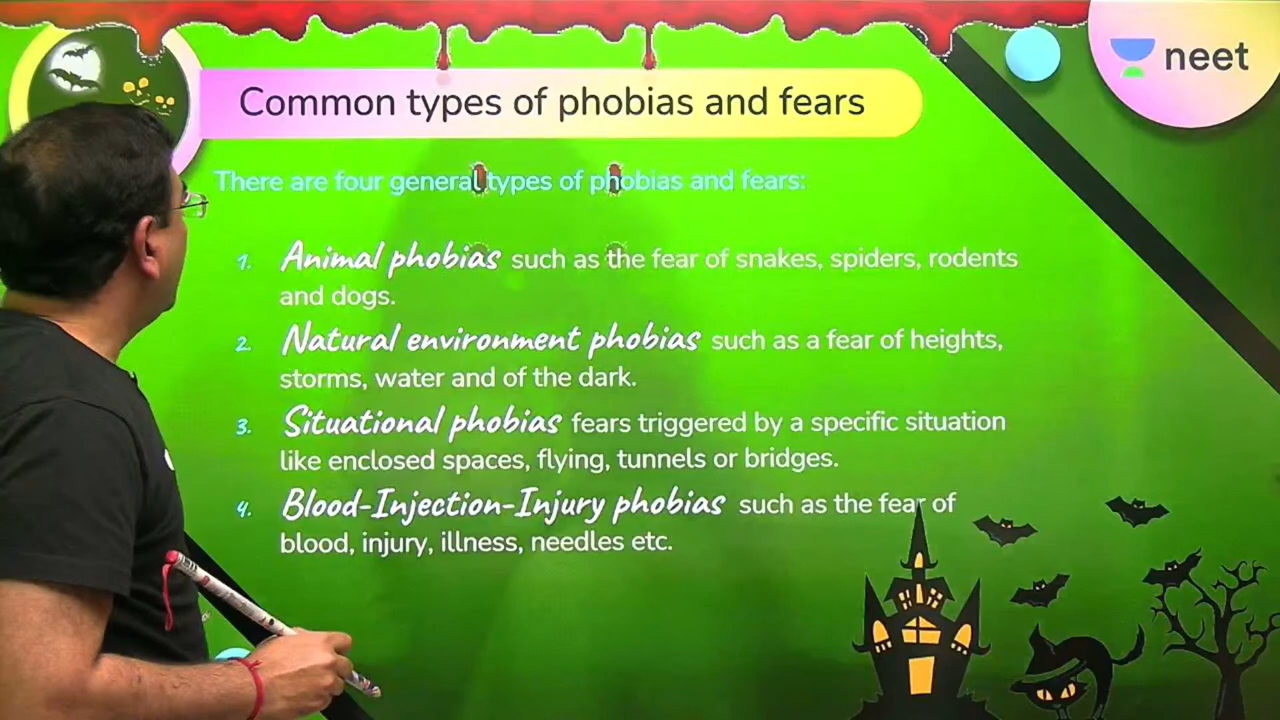 neet
Common types of phobias and fears
There are four general types of phobias and fears:
1. Animal phobias such as the fear of snakes, spiders, rodents
and dogs.
2. Natural environment phobias such as a fear of heights,
storms, water and of the dark.
3. Situational phobias fears triggered by a specific situation
like enclosed spaces, flying, tunnels or bridges.
4. Blood-Injection-Injury phobias such as the fear of
blood, injury, illness, needles etc.